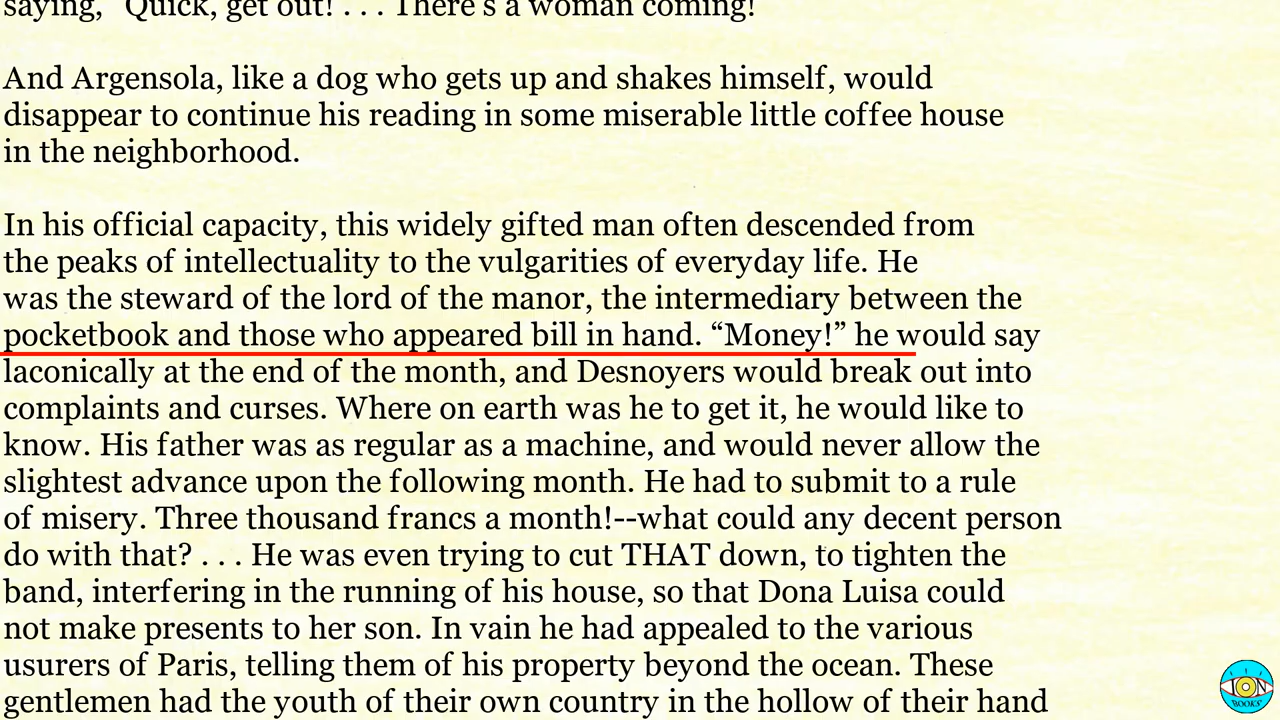 saying, "Quick, get out! . . . There's a woman coming!"
And Argensola, like a dog who gets up and shakes himself, would
disappear to continue his reading in some miserable little coffee house
in the neighborhood.
In his official capacity, this widely gifted man often descended from
the peaks of intellectuality to the vulgarities of everyday life. He
was the steward of the lord of the manor, the intermediary between the
pocketbook and those who appeared bill in hand. “Money!” he would say
laconically at the end of the month, and Desnoyers would break out into
complaints and curses. Where on earth was he to get it, he would like to
know. His father was as regular as a machine, and would never allow the
slightest advance upon the following month. He had to submit to a rule
of misery. Three thousand francs a month!--what could any decent person
do with that? . . . He was even trying to cut THAT down, to tighten the
band, interfering in the running of his house, so that Dona Luisa could
not make presents to her son. In vain he had appealed to the various
usurers of Paris, telling them of his property beyond the ocean. These
gentlemen had the youth of their own country in the hollow of their hand
ION
BOOKS